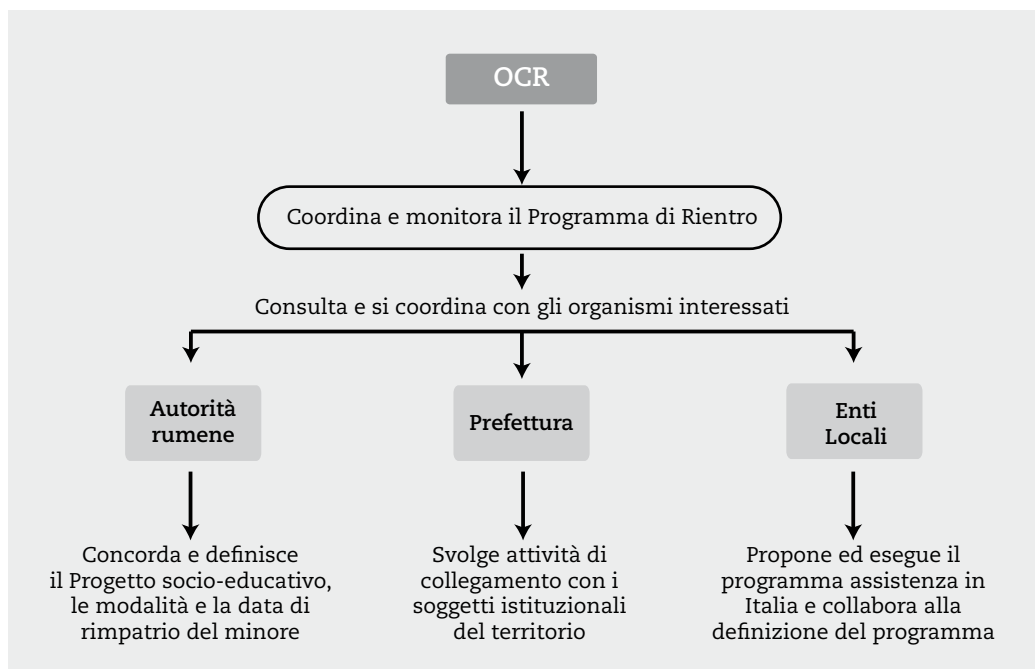 OCR
Coordina e monitora il Programma di Rientro
Consulta e si coordina con gli organismi interessati
Autorità
rumene
Prefettura
Enti
Locali
Concorda e definisce
il Progetto socio-educativo,
le modalità e la data di
rimpatrio del minore
Svolge attività di
collegamento con i
soggetti istituzionali
del territorio
Propone ed esegue il
programma assistenza in
Italia e collabora alla
definizione del programma